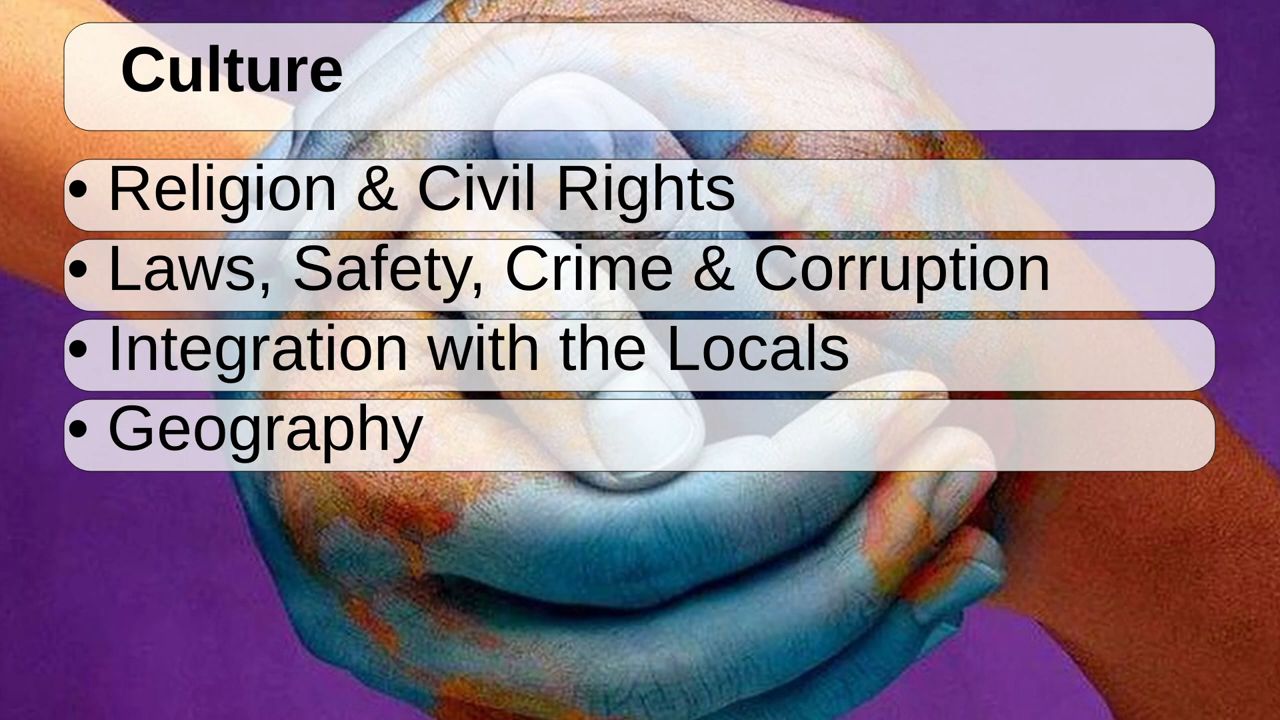 Culture
• Religion & Civil Rights
• Laws, Safety, Crime & Corruption
• Integration with the Locals
• Geography